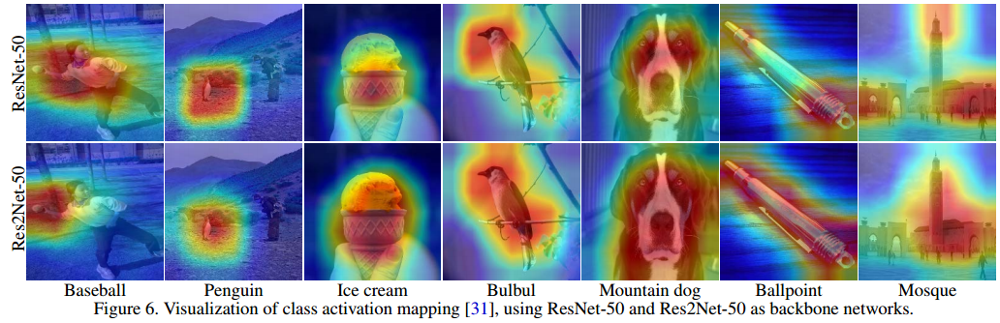 ResNet-50
Res2Net-50
Baseball Penguin Ice cream Bulbul Mountain dog Ballpoint Mosque
Figure 6. Visualization of class activation mapping [31], using ResNet-50 and Res2Net-50 as backbone networks.